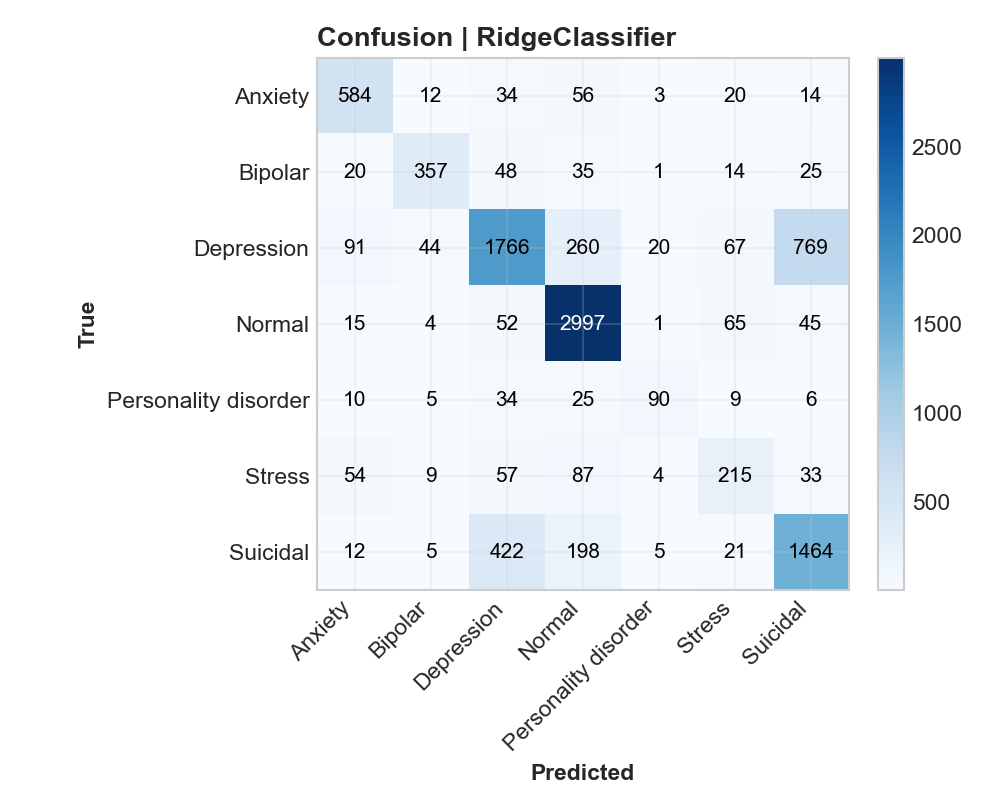 Confusion | RidgeClassifier
Anxiety 584 12 34 56 3 20 14
Bipolar 20 357 48 35 1 14 25
Depression 91 44 1766 260 20 67 769
Normal 15 4 52 2997 1 65 45
Personality disorder 10 5 34 25 90 9 6
Stress 54 9 57 87 4 215 33
Suicidal 12 5 422 198 5 21 1464
True
Anxiety
Bipolar
Depression
Normal
Personality disorder
Stress
Suicidal
Predicted
2500
2000
1500
1000
500